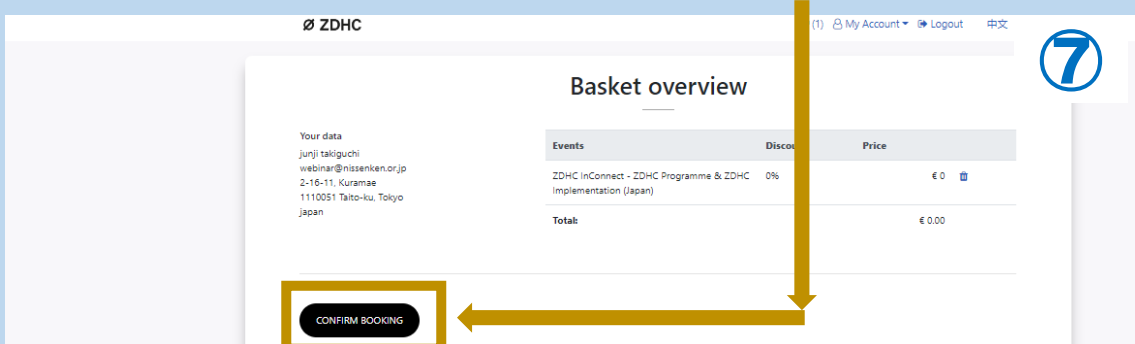 Ø ZDHC
(1) My Account Logout 中文
⑦
Basket overview
Your data
junji takiguchi
webinar@nissenken.or.jp
2-16-11, Kuramae
1110051 Taito-ku, Tokyo
japan
Events Price
ZDHC InConnect - ZDHC Programme & ZDHC 0% € 0
Implementation (Japan)
Total: € 0.00
CONFIRM BOOKING